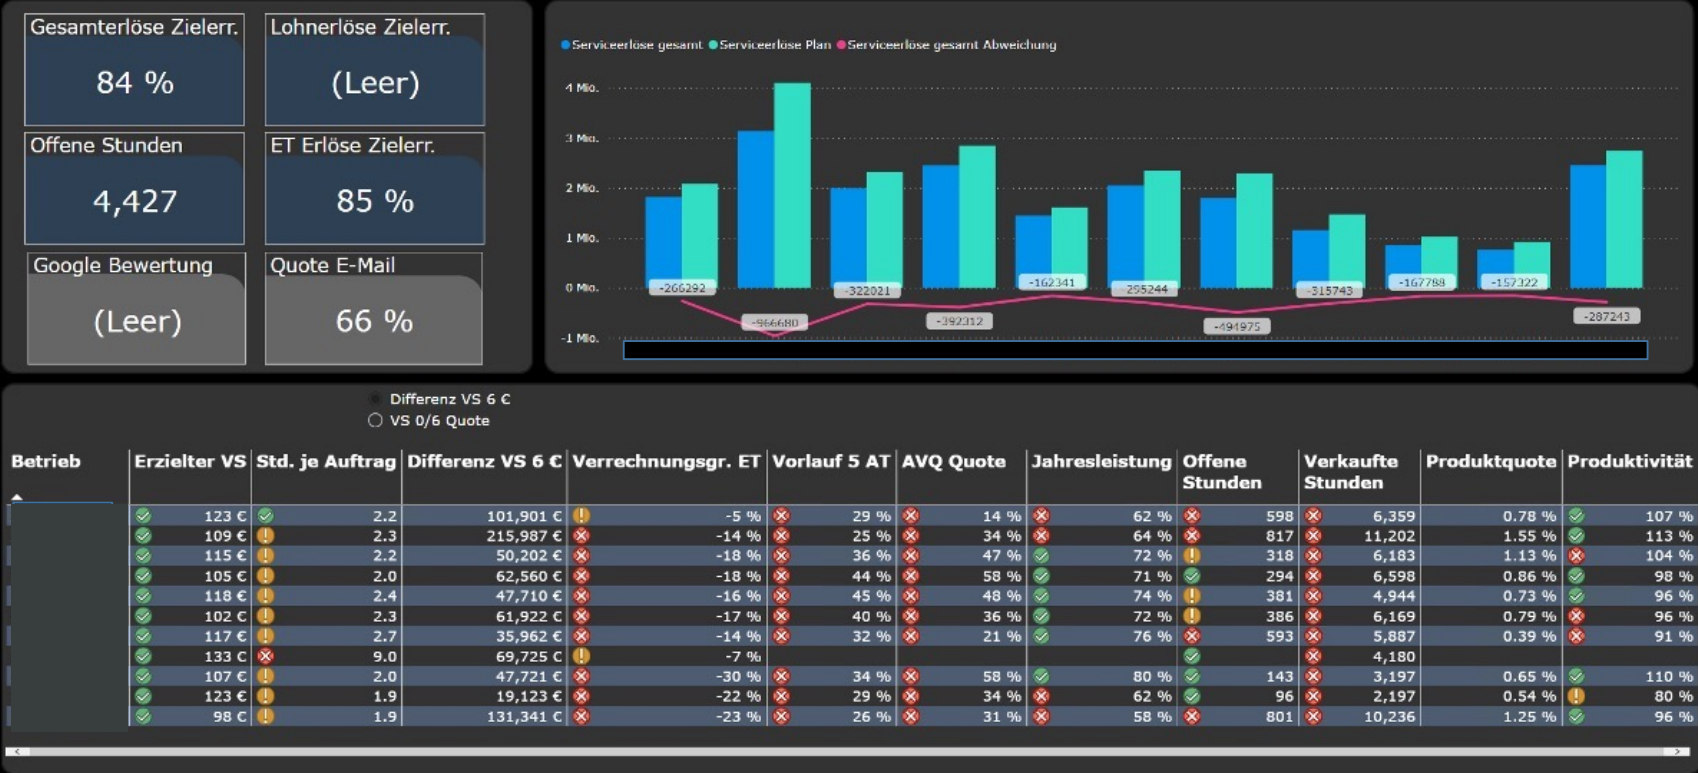 Gesamterlöse Zielerr.
84 %
Lohnerlöse Zielerr.
(Leer)
Offene Stunden
4,427
ET Erlöse Zielerr.
85 %
Google Bewertung
(Leer)
Quote E-Mail
66 %
Serviceerlöse gesamt Serviceerlöse Plan Serviceerlöse gesamt Abweichung
4 Mio.
3 Mio.
2 Mio.
1 Mio.
0 Mio.
-1 Mio.
-266292
-966680
-322021
-392312
-162341
-295244
-494975
-315743
-167788
-157322
-287243
Differenz VS 6 €
VS 0/6 Quote
Betrieb Erzielter VS Std. je Auftrag Differenz VS 6 € Verrechnungsgr. ET Vorlauf 5 AT AVQ Quote Jahresleistung Offene Stunden Verkaufte Stunden Produktquote Produktivität
123 € 2.2 101,901 € -5 % 29 % 14 % 62 % 598 6,359 0.78 % 107 %
109 € 2.3 215,987 € -14 % 25 % 34 % 64 % 817 11,202 1.55 % 113 %
115 € 2.2 50,202 € -18 % 36 % 47 % 72 % 318 6,183 1.13 % 104 %
105 € 2.0 62,560 € -18 % 44 % 58 % 71 % 294 6,598 0.86 % 98 %
118 € 2.4 47,710 € -16 % 45 % 48 % 74 % 381 4,944 0.73 % 96 %
102 € 2.3 61,922 € -17 % 40 % 36 % 72 % 386 6,169 0.79 % 96 %
117 € 2.7 35,962 € -14 % 32 % 21 % 76 % 593 5,887 0.39 % 91 %
133 € 9.0 69,725 € -7 % 4,180
107 € 2.0 47,721 € -30 % 34 % 58 % 80 % 143 3,197 0.65 % 110 %
123 € 1.9 19,123 € -22 % 29 % 34 % 62 % 96 2,197 0.54 % 80 %
98 € 1.9 131,341 € -23 % 26 % 31 % 58 % 801 10,236 1.25 % 96 %